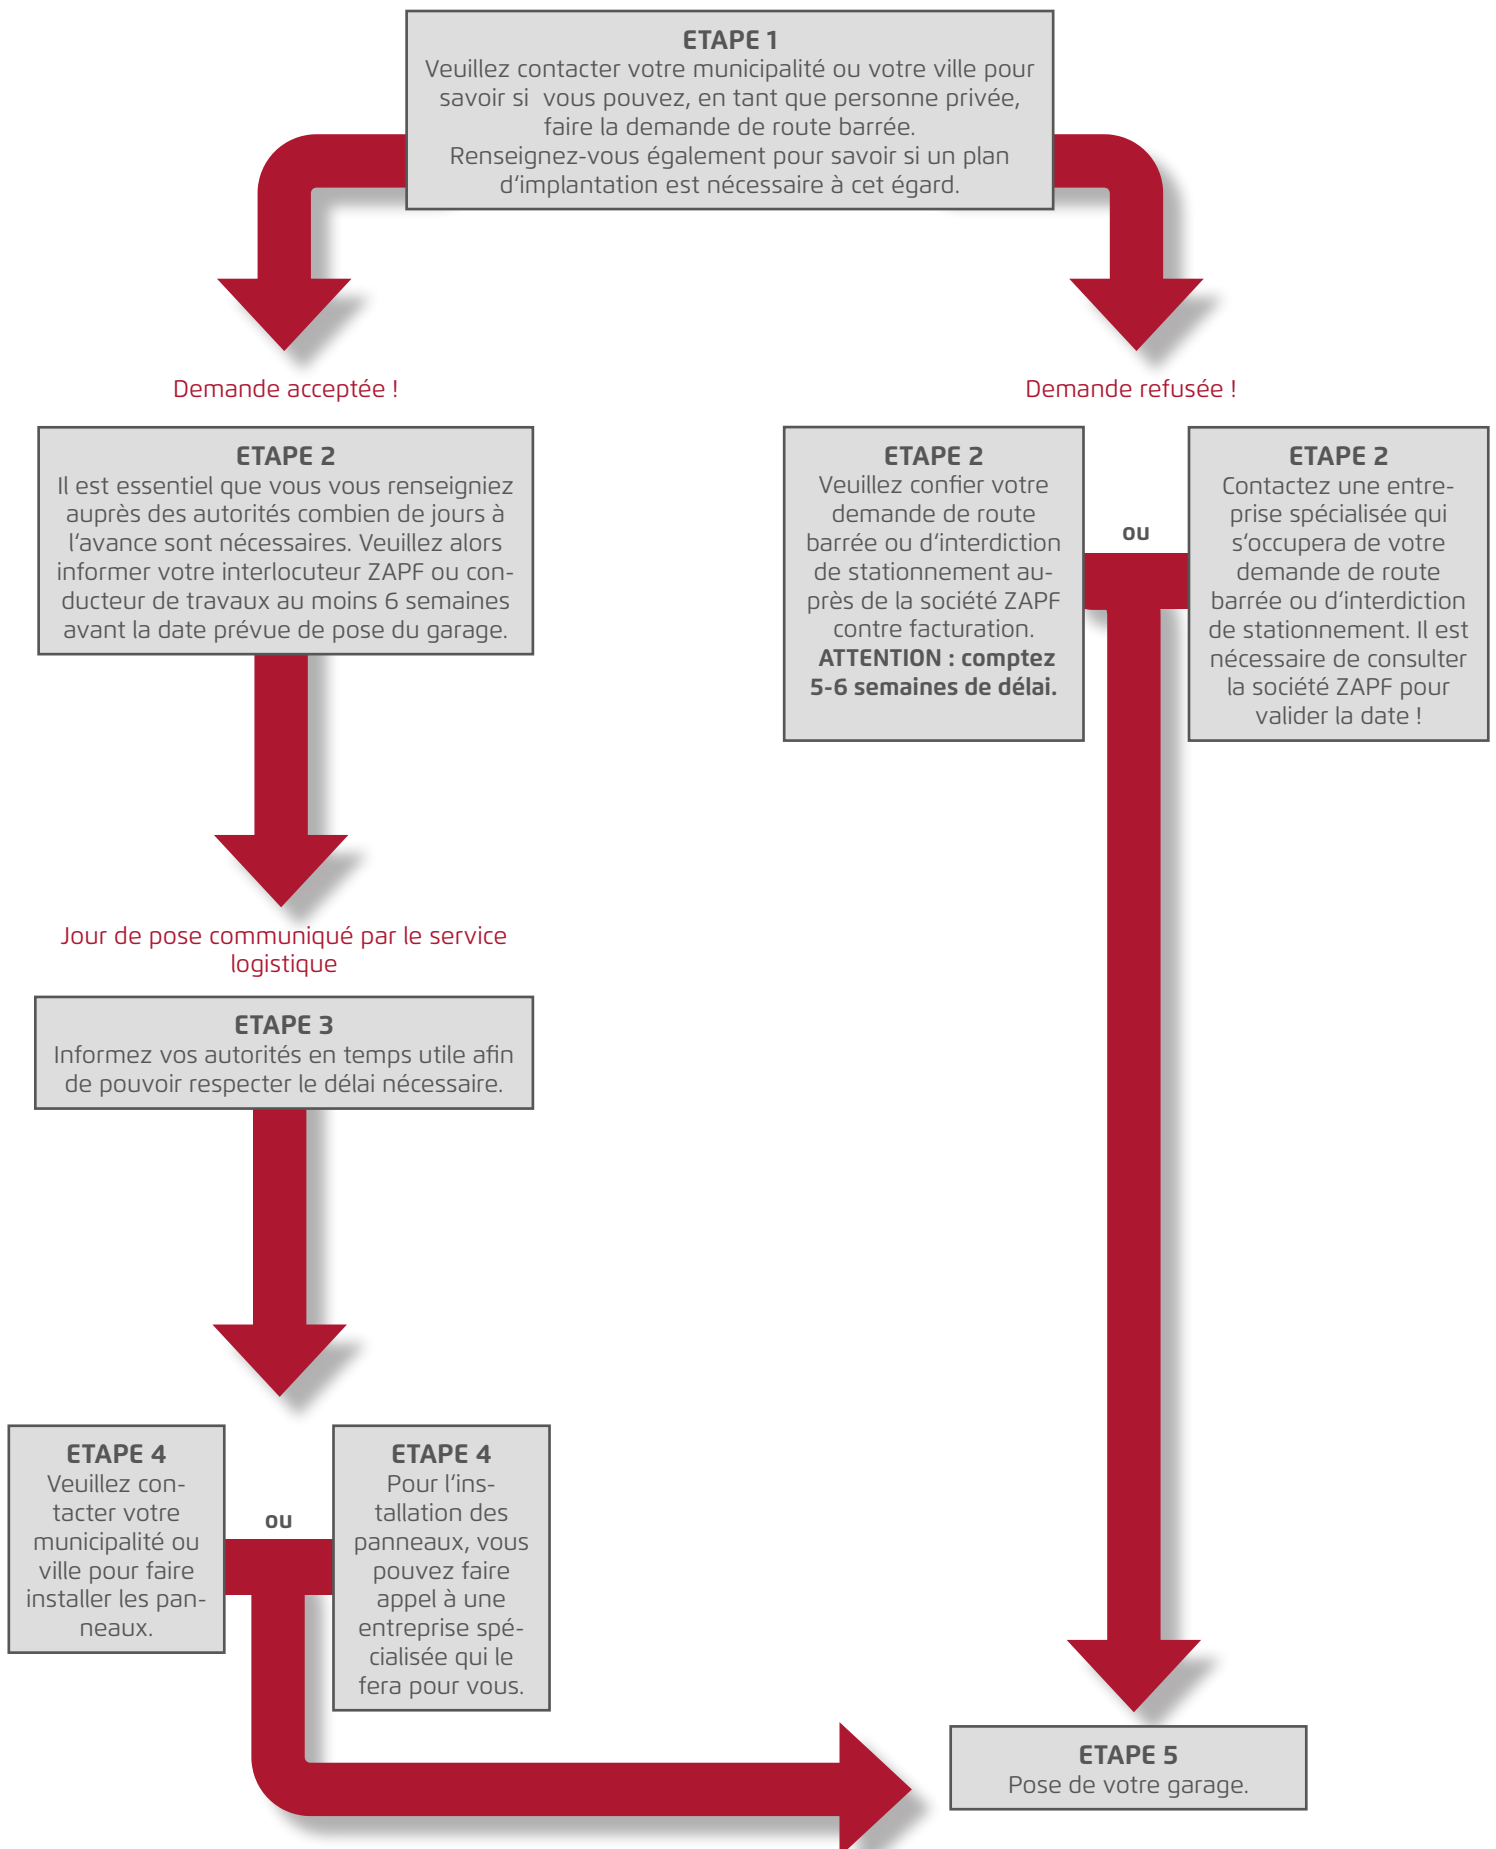 ETAPE 1
Veuillez contacter votre municipalité ou votre ville pour
savoir si  vous pouvez, en tant que personne privée,
faire la demande de route barrée.
Renseignez-vous également pour savoir si un plan
d‘implantation est nécessaire à cet égard.
Demande acceptée !
Demande refusée !
ETAPE 2
Il est essentiel que vous vous renseigniez
auprès des autorités combien de jours à
l‘avance sont nécessaires. Veuillez alors
informer votre interlocuteur ZAPF ou con-
ducteur de travaux au moins 6 semaines
avant la date prévue de pose du garage.
ETAPE 2
Veuillez confier votre
demande de route
barrée ou d‘interdiction
de stationnement au-
près de la société ZAPF
contre facturation.
ATTENTION : comptez
5-6 semaines de délai.
ou
ETAPE 2
Contactez une entre-
prise spécialisée qui
s‘occupera de votre
demande de route
barrée ou d‘interdiction
de stationnement. Il est
nécessaire de consulter
la société ZAPF pour
valider la date !
Jour de pose communiqué par le service
logistique
ETAPE 3
Informez vos autorités en temps utile afin
de pouvoir respecter le délai nécessaire.
ETAPE 4
Veuillez con-
tacter votre
municipalité ou
ville pour faire
installer les pan-
neaux.
ou
ETAPE 4
Pour l‘ins-
tallation des
panneaux, vous
pouvez faire
appel à une
entreprise spé-
cialisée qui le
fera pour vous.
ETAPE 5
Pose de votre garage.